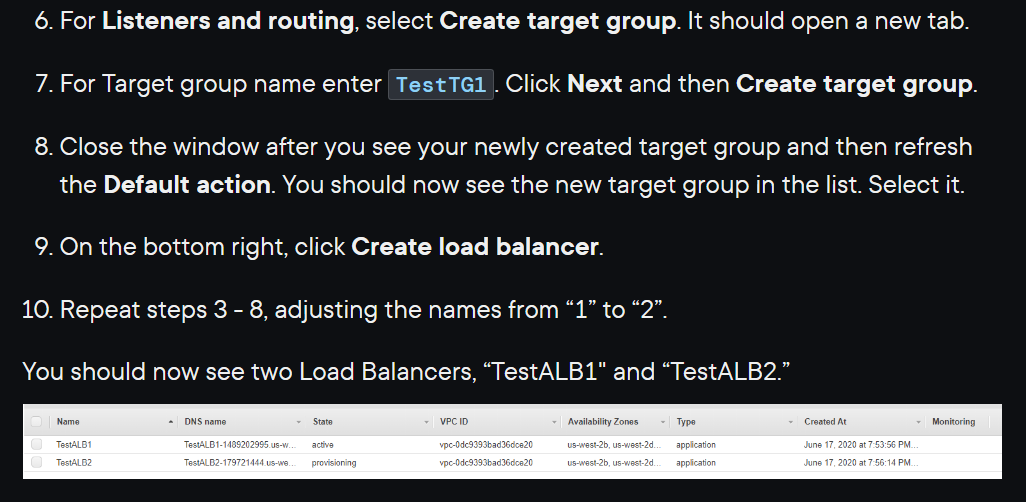 6. For Listeners and routing, select Create target group. It should open a new tab.
7. For Target group name enter TestTG1. Click Next and then Create target group.
8. Close the window after you see your newly created target group and then refresh
the Default action. You should now see the new target group in the list. Select it.
9. On the bottom right, click Create load balancer.
10. Repeat steps 3 - 8, adjusting the names from “1” to “2”.
You should now see two Load Balancers, “TestALB1" and “TestALB2.”
Name DNS name State VPC ID Availability Zones Type Created At Monitoring
TestALB1 TestALB1-1489202995.us-w... active vpc-0dc9393bad36dce20 us-west-2b, us-west-2d... application June 17, 2020 at 7:53:56 PM...
TestALB2 TestALB2-179721444.us-we... provisioning vpc-0dc9393bad36dce20 us-west-2b, us-west-2d... application June 17, 2020 at 7:56:14 PM...